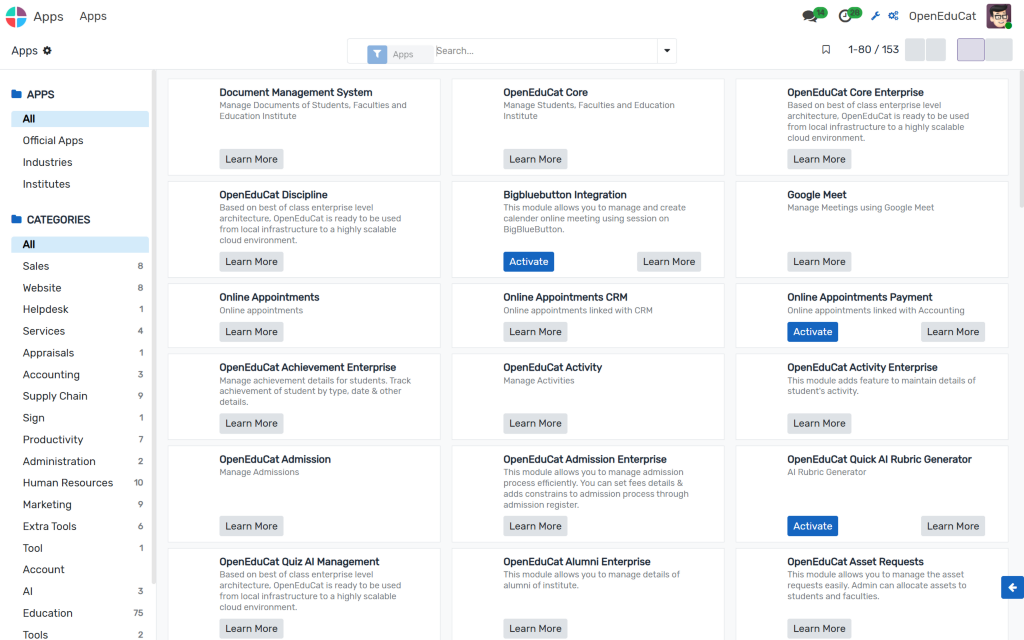 Apps Apps 14 28 OpenEduCat
Apps Apps Search... 1-80 / 153
APPS
All
Official Apps
Industries
Institutes
CATEGORIES
All
Sales 8
Website 8
Helpdesk 1
Services 4
Appraisals 1
Accounting 3
Supply Chain 9
Sign 1
Productivity 7
Administration 2
Human Resources 10
Marketing 9
Extra Tools 6
Tool 1
Account
AI 3
Education 75
Tools 2
Document Management System
Manage Documents of Students, Faculties and
Education Institute
Learn More
OpenEduCat Core
Manage Students, Faculties and Education
Institute
Learn More
OpenEduCat Core Enterprise
Based on best of class enterprise level
architecture, OpenEduCat is ready to be used
from local infrastructure to a highly scalable
cloud environment.
Learn More
OpenEduCat Discipline
Based on best of class enterprise level
architecture, OpenEduCat is ready to be used
from local infrastructure to a highly scalable
cloud environment.
Learn More
Bigbluebutton Integration
This module allows you to manage and create
calender online meeting using session on
BigBlueButton.
Activate Learn More
Google Meet
Manage Meetings using Google Meet
Learn More
Online Appointments
Online appointments
Learn More
Online Appointments CRM
Online appointments linked with CRM
Learn More
Online Appointments Payment
Online appointments linked with Accounting
Activate Learn More
OpenEduCat Achievement Enterprise
Manage achievement details for students. Track
achievement of student by type, date & other
details.
Learn More
OpenEduCat Activity
Manage Activities
Learn More
OpenEduCat Activity Enterprise
This module adds feature to maintain details of
student's activity.
Learn More
OpenEduCat Admission
Manage Admissions
Learn More
OpenEduCat Admission Enterprise
This module allows you to manage admission
process efficiently. You can set fees details &
adds constrains to admission process through
admission register.
Learn More
OpenEduCat Quick AI Rubric Generator
AI Rubric Generator
Activate Learn More
OpenEduCat Quiz AI Management
Based on best of class enterprise level
architecture, OpenEduCat is ready to be used
from local infrastructure to a highly scalable
cloud environment.
Learn More
OpenEduCat Alumni Enterprise
This module allows you to manage details of
alumni of institute.
Learn More
OpenEduCat Asset Requests
This module allows you to manage the asset
requests easily. Admin can allocate assets to
students and faculties.
Learn More